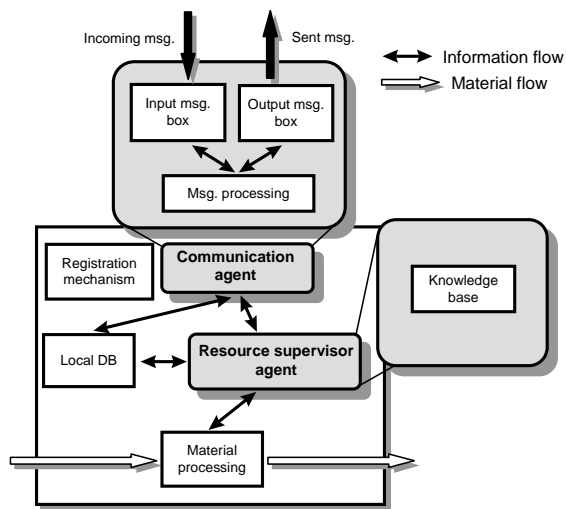 Incoming msg.
Sent msg.
Information flow
Material flow
Input msg.
box
Output msg.
box
Msg. processing
Registration
mechanism
Communication
agent
Knowledge
base
Local DB
Resource supervisor
agent
Material
processing